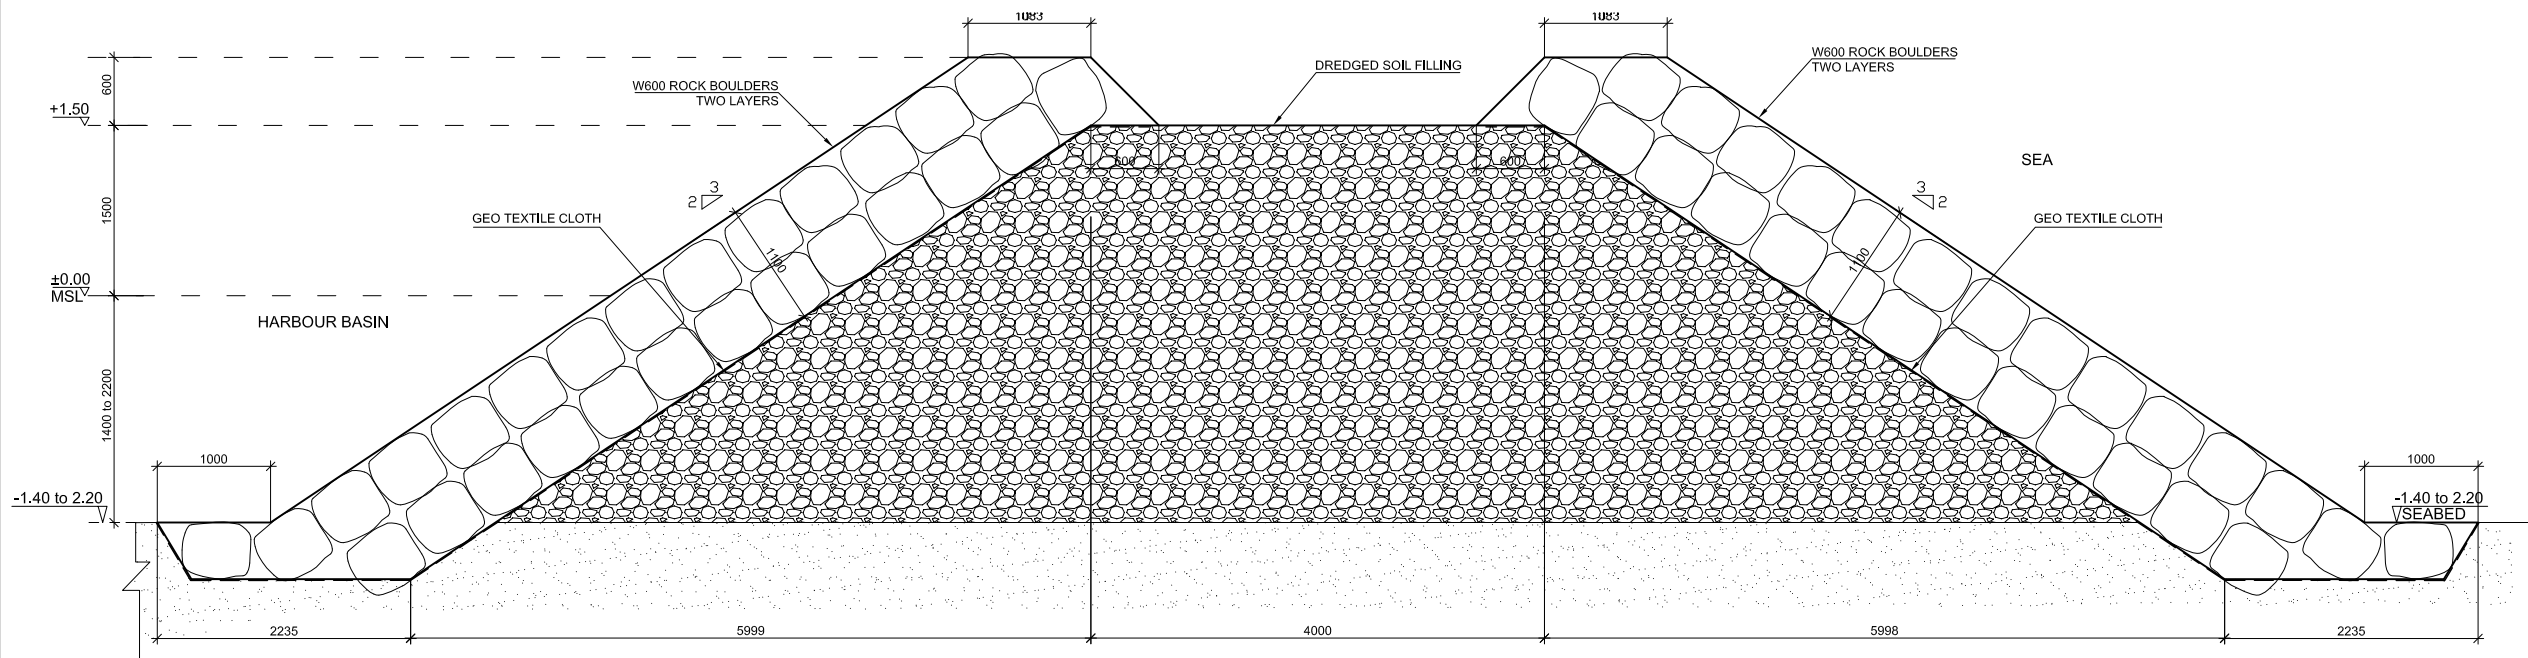 1083
1083
600
W600 ROCK BOULDERS
TWO LAYERS
DREDGED SOIL FILLING
W600 ROCK BOULDERS
TWO LAYERS
+1.50
600
600
SEA
3
2
3
2
1500
GEO TEXTILE CLOTH
GEO TEXTILE CLOTH
1100
1100
±0.00
MSL
HARBOUR BASIN
1400 to 2200
1000
1000
-1.40 to 2.20
-1.40 to 2.20
SEABED
2235
5999
4000
5998
2235